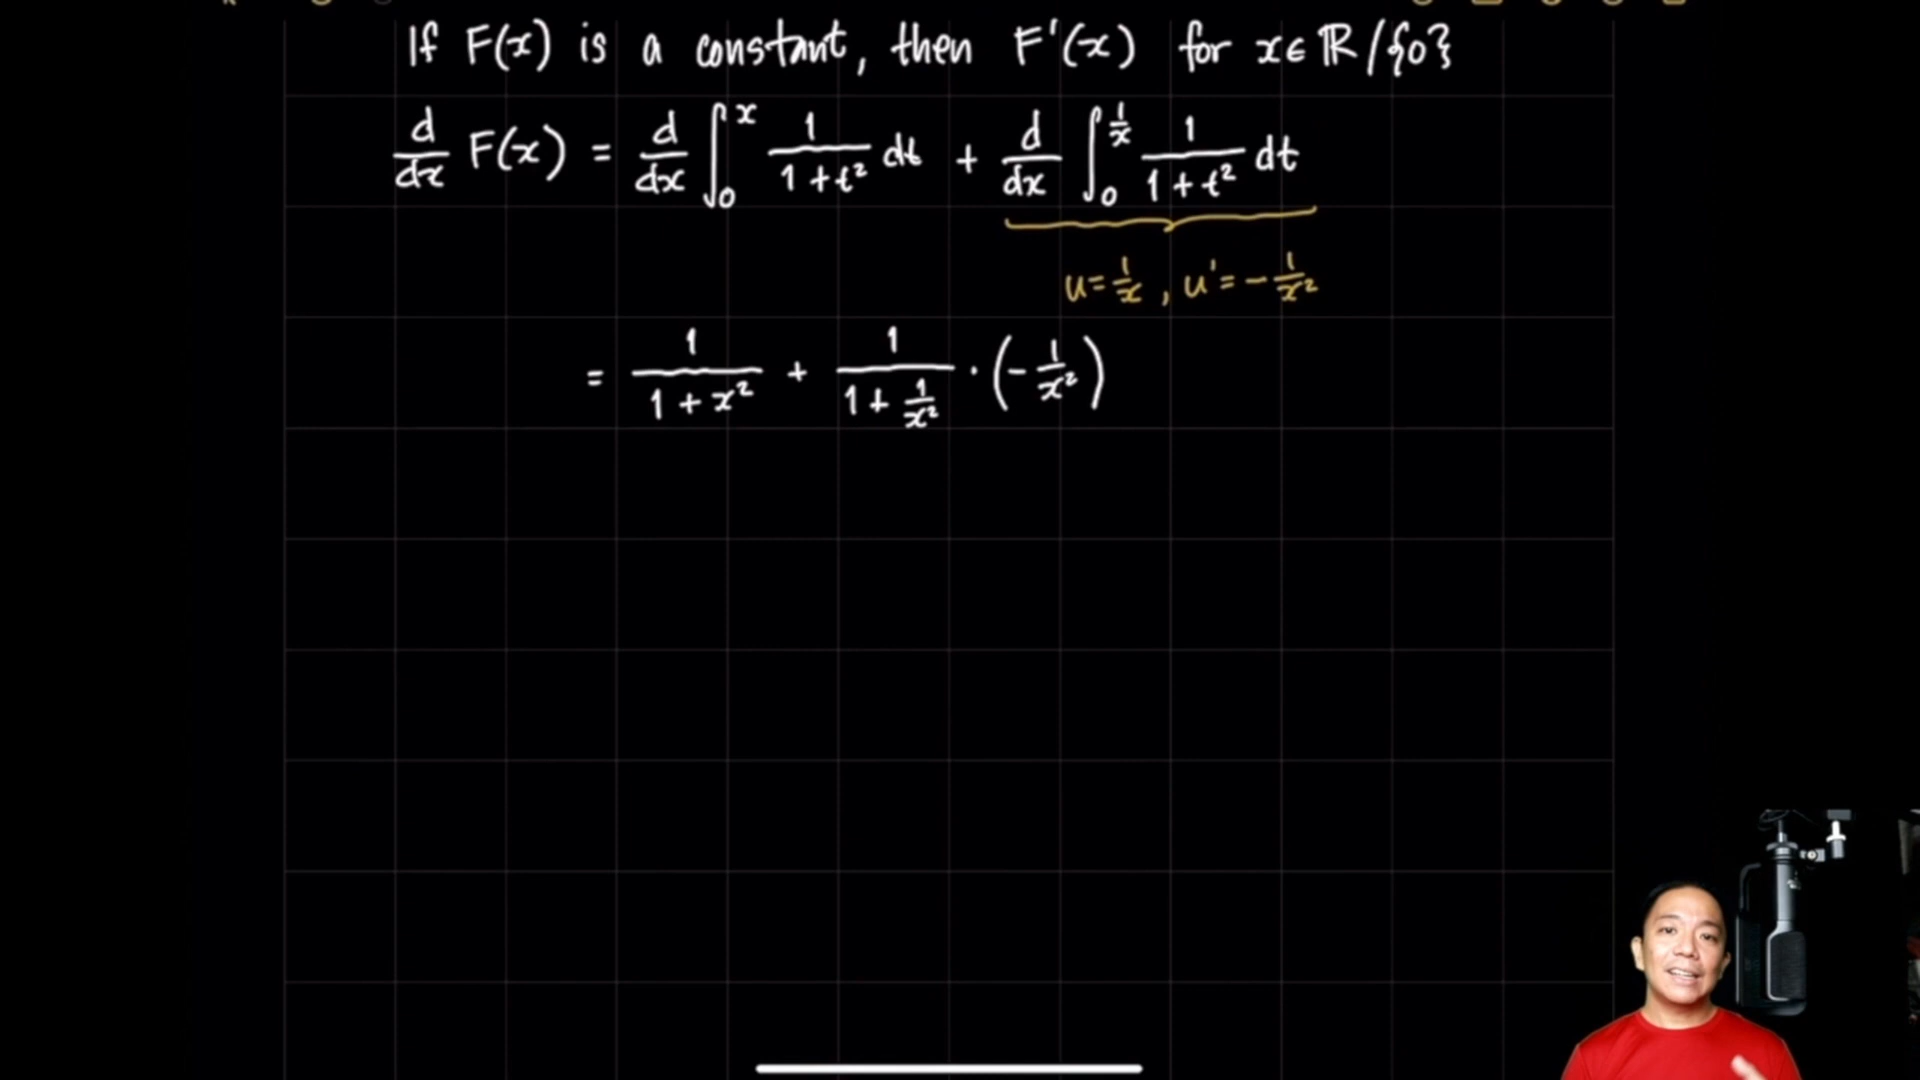 If F(x) is a constant, then F'(x) for x∈ℝ/{0}
d/dx F(x) = d/dx ∫₀ˣ 1/(1+t²) dt + d/dx ∫₀^(1/x) 1/(1+t²) dt
u=1/x, u'=-1/x²
= 1/(1+x²) + 1/(1+1/x²) · (-1/x²)